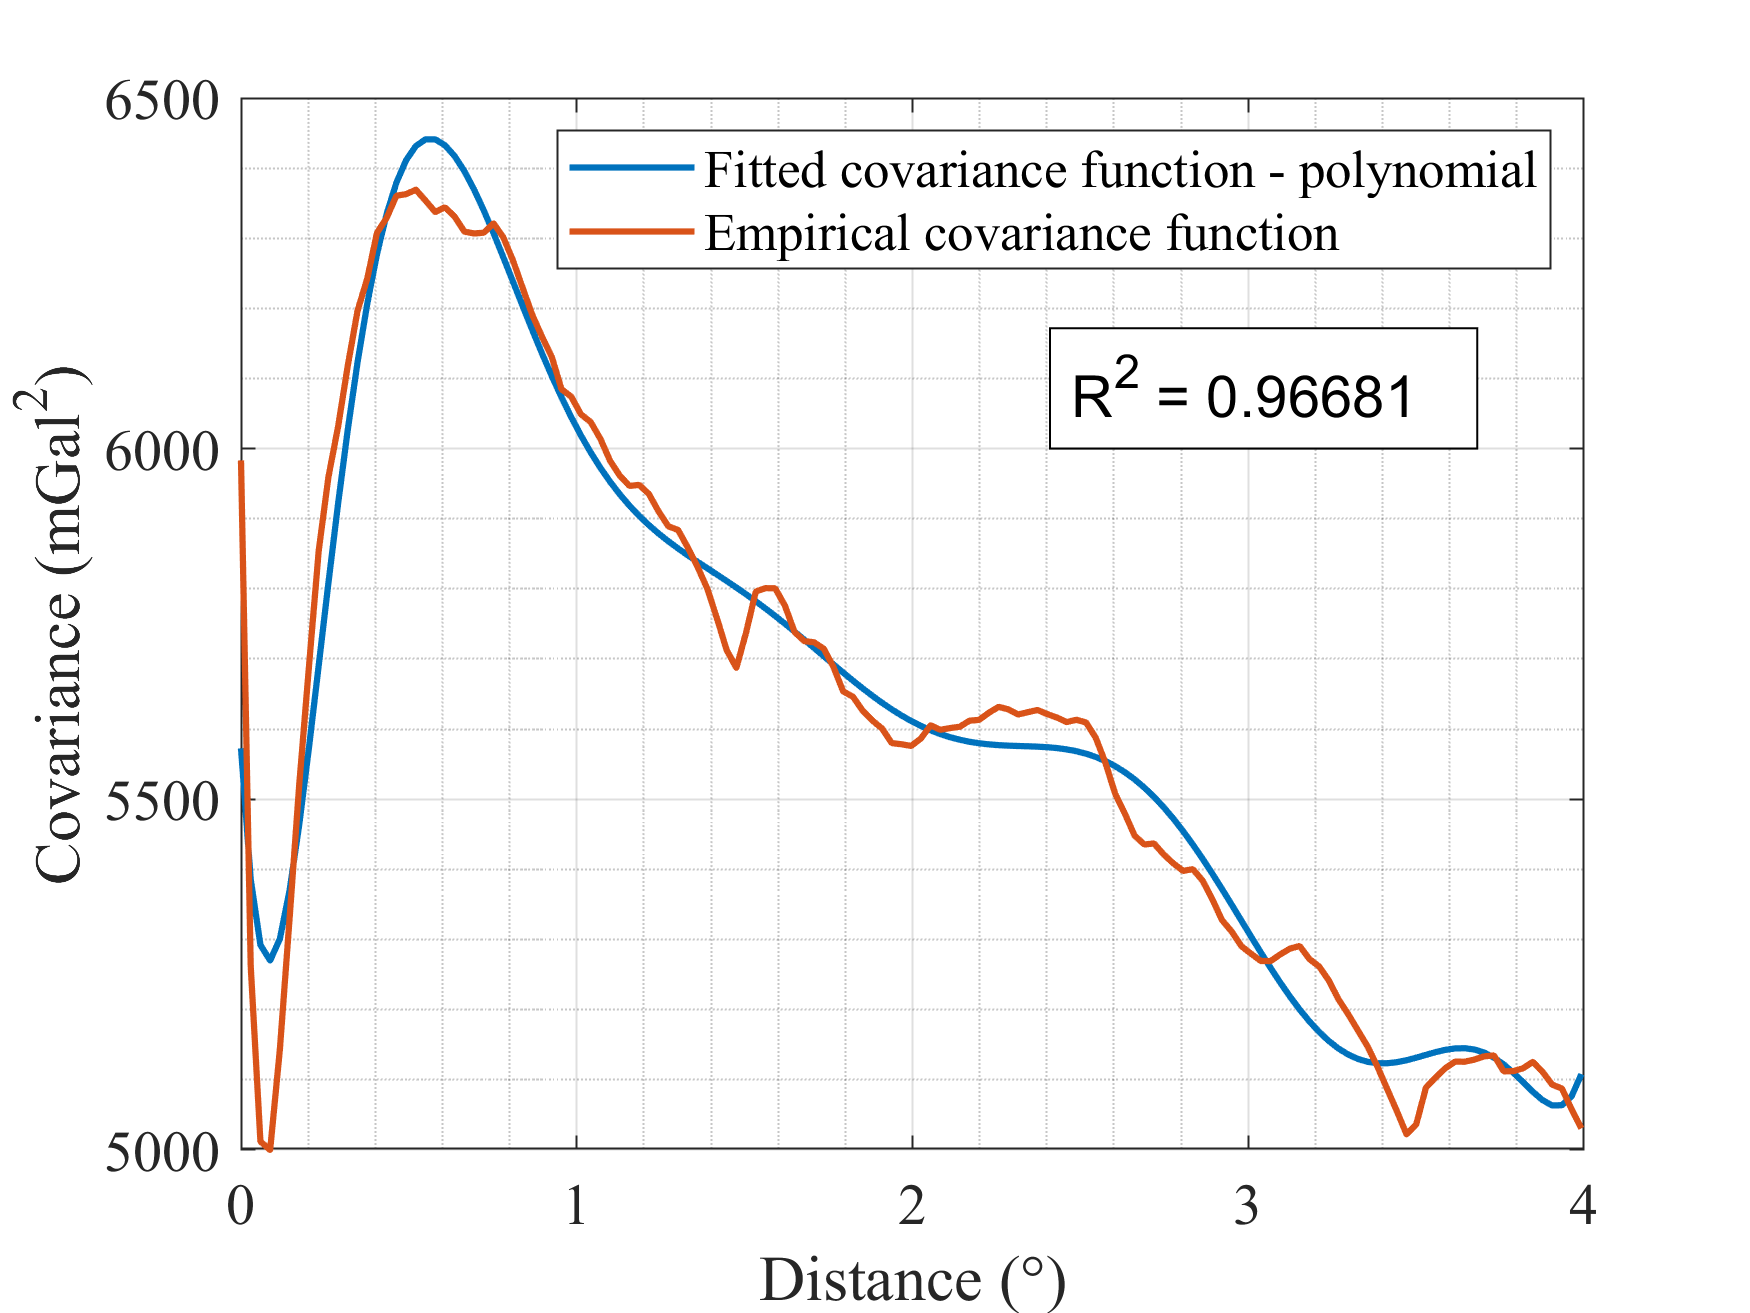 6500
6000
5500
5000
Covariance (mGal²)
Fitted covariance function - polynomial
Empirical covariance function
R² = 0.96681
0 1 2 3 4
Distance (°)